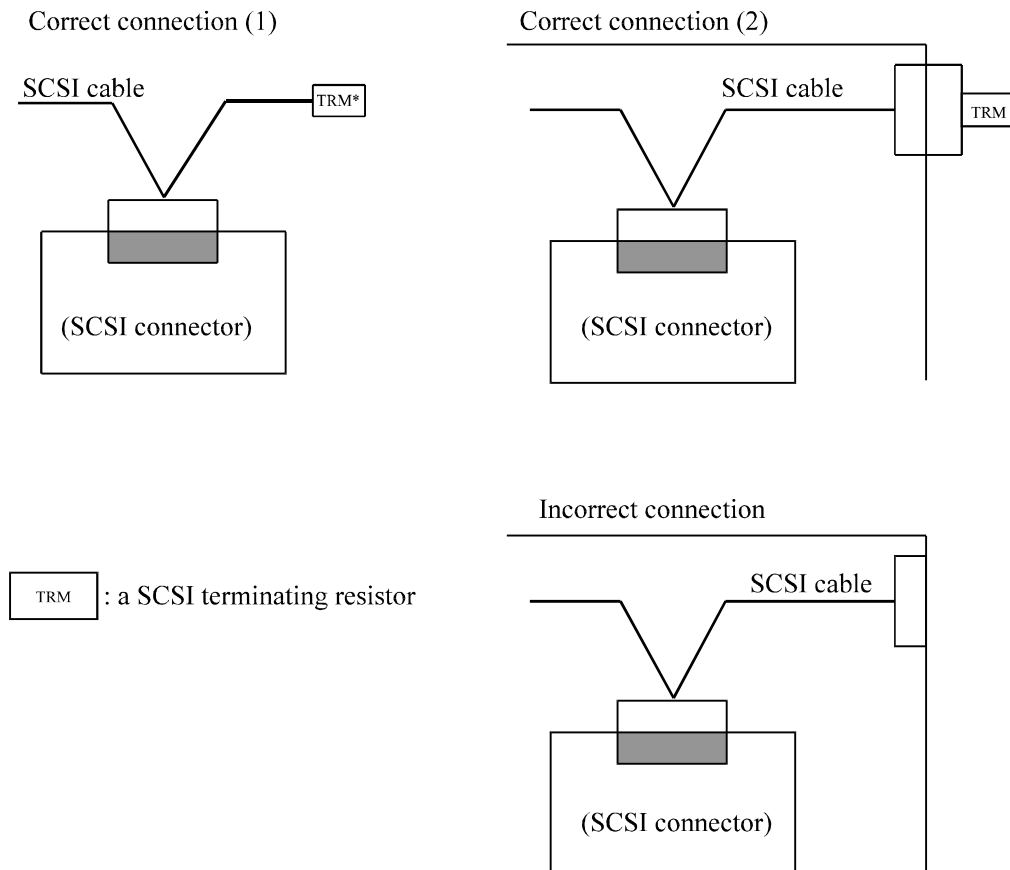 Correct connection (1)
SCSI cable
TRM*
(SCSI connector)
Correct connection (2)
SCSI cable
TRM
(SCSI connector)
TRM : a SCSI terminating resistor
Incorrect connection
SCSI cable
(SCSI connector)